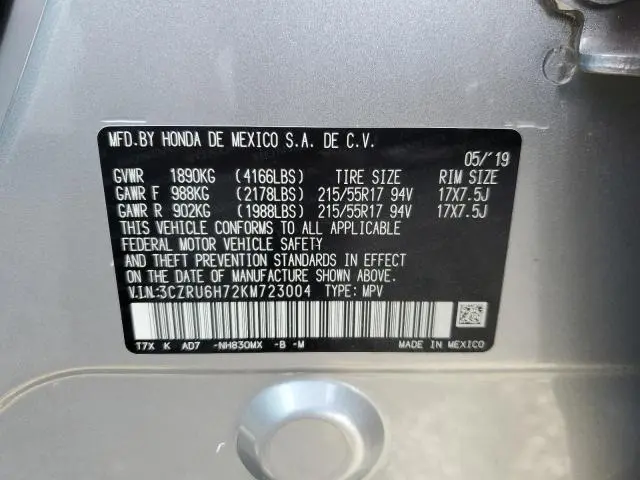 MFD.BY HONDA DE MEXICO S.A. DE C.V.
05/'19
GVWR 1890KG (4166LBS) TIRE SIZE RIM SIZE
GAWR F 988KG (2178LBS) 215/55R17 94V 17X7.5J
GAWR R 902KG (1988LBS) 215/55R17 94V 17X7.5J
THIS VEHICLE CONFORMS TO ALL APPLICABLE
FEDERAL MOTOR VEHICLE SAFETY
AND THEFT PREVENTION STANDARDS IN EFFECT
ON THE DATE OF MANUFACTURE SHOWN ABOVE.
V.I.N.:3CZRU6H72KM723004 TYPE: MPV
T7X K AD7 -NH830MX -B -M MADE IN MEXICO